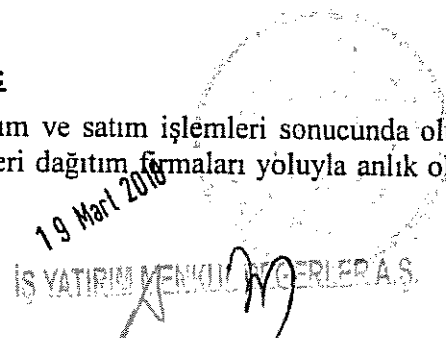 :
ım ve satım işlemleri sonucunda ol
eri dağıtım firmaları yoluyla anlık o
19 Mart 2018
İŞ YATIRIM MENKUL DEĞERLER A.Ş.